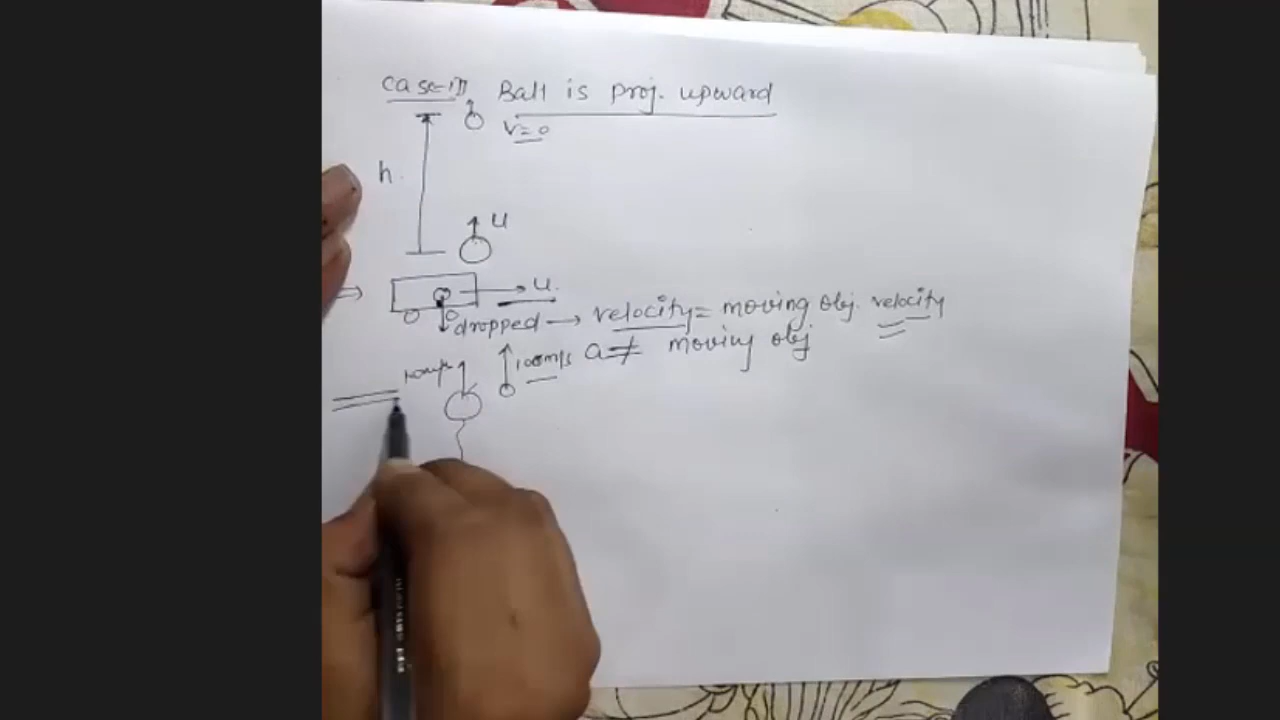 Case-III Ball is proj. upward
v=0
h.
u
u.
dropped → velocity = moving obj. velocity
100m/s a ≠ moving obj